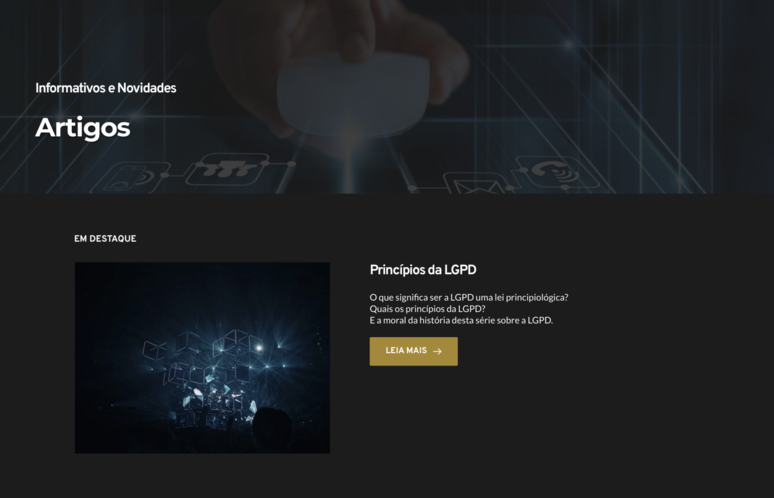 Informativos e Novidades
Artigos
EM DESTAQUE
Princípios da LGPD
O que significa ser a LGPD uma lei principiológica?
Quais os princípios da LGPD?
E a moral da história desta série sobre a LGPD.
LEIA MAIS